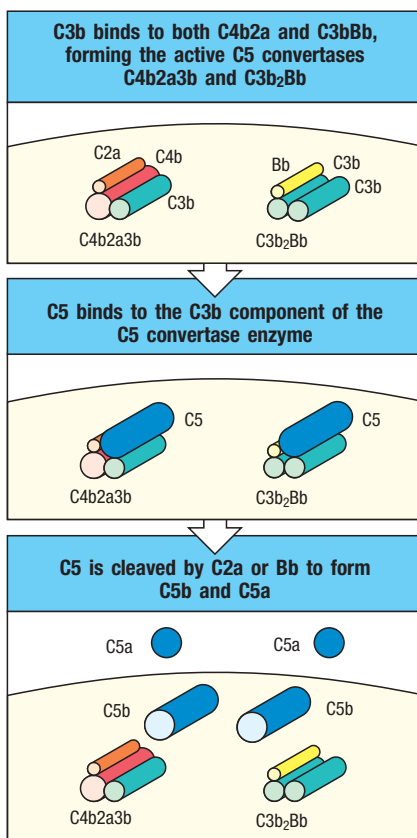 C3b binds to both C4b2a and C3bBb,
forming the active C5 convertases
C4b2a3b and C3b₂Bb
C2a
C4b
C3b
C4b2a3b
Bb
C3b
C3b
C3b₂Bb
C5 binds to the C3b component of the
C5 convertase enzyme
C5
C4b2a3b
C5
C3b₂Bb
C5 is cleaved by C2a or Bb to form
C5b and C5a
C5a
C5a
C5b
C5b
C4b2a3b
C3b₂Bb